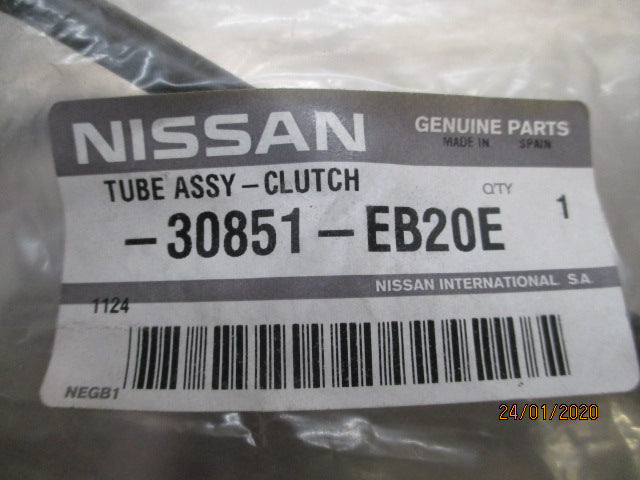 NISSAN GENUINE PARTS
MADE IN SPAIN
TUBE ASSY-CLUTCH QTY 1
-30851-EB20E
NISSAN INTERNATIONAL S.A.
1124
NEGB1
24/01/2020